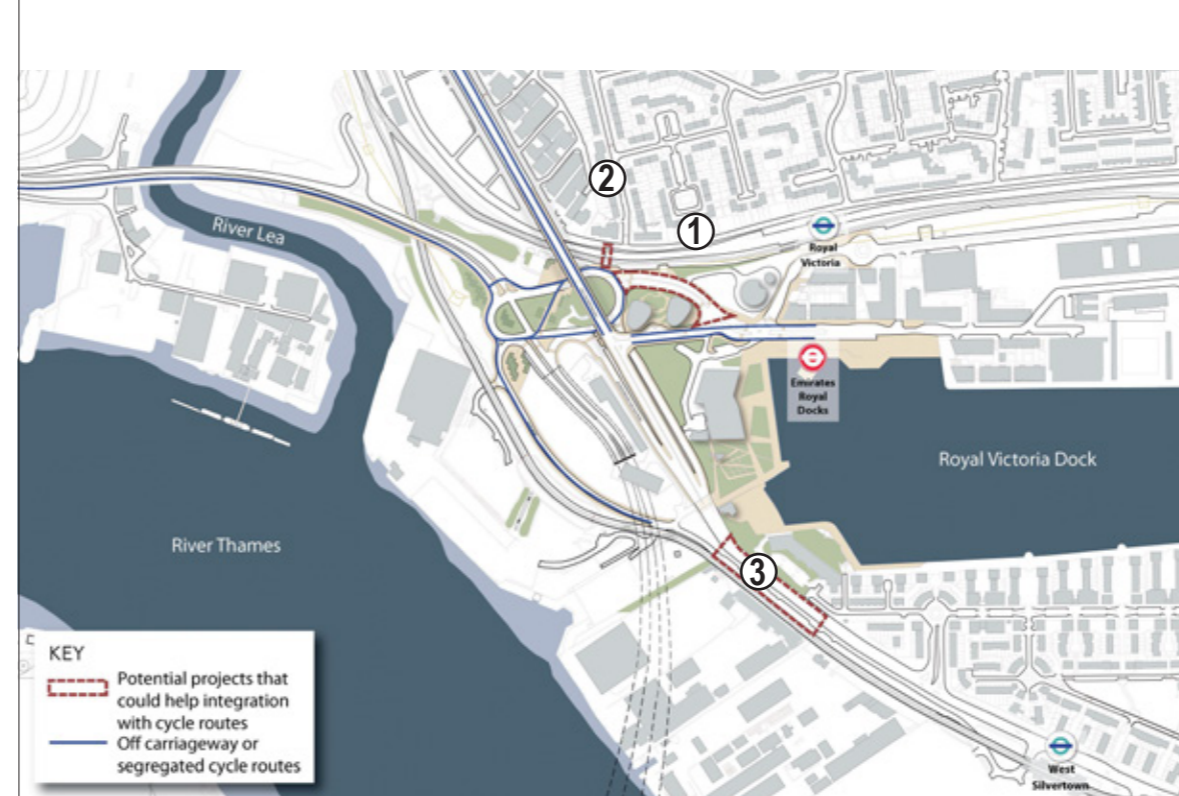 2
1
River Lea
Royal
Victoria
Emirates
Royal
Docks
Royal Victoria Dock
River Thames
3
KEY
Potential projects that
could help integration
with cycle routes
Off carriageway or
segregated cycle routes
West
Silvertown